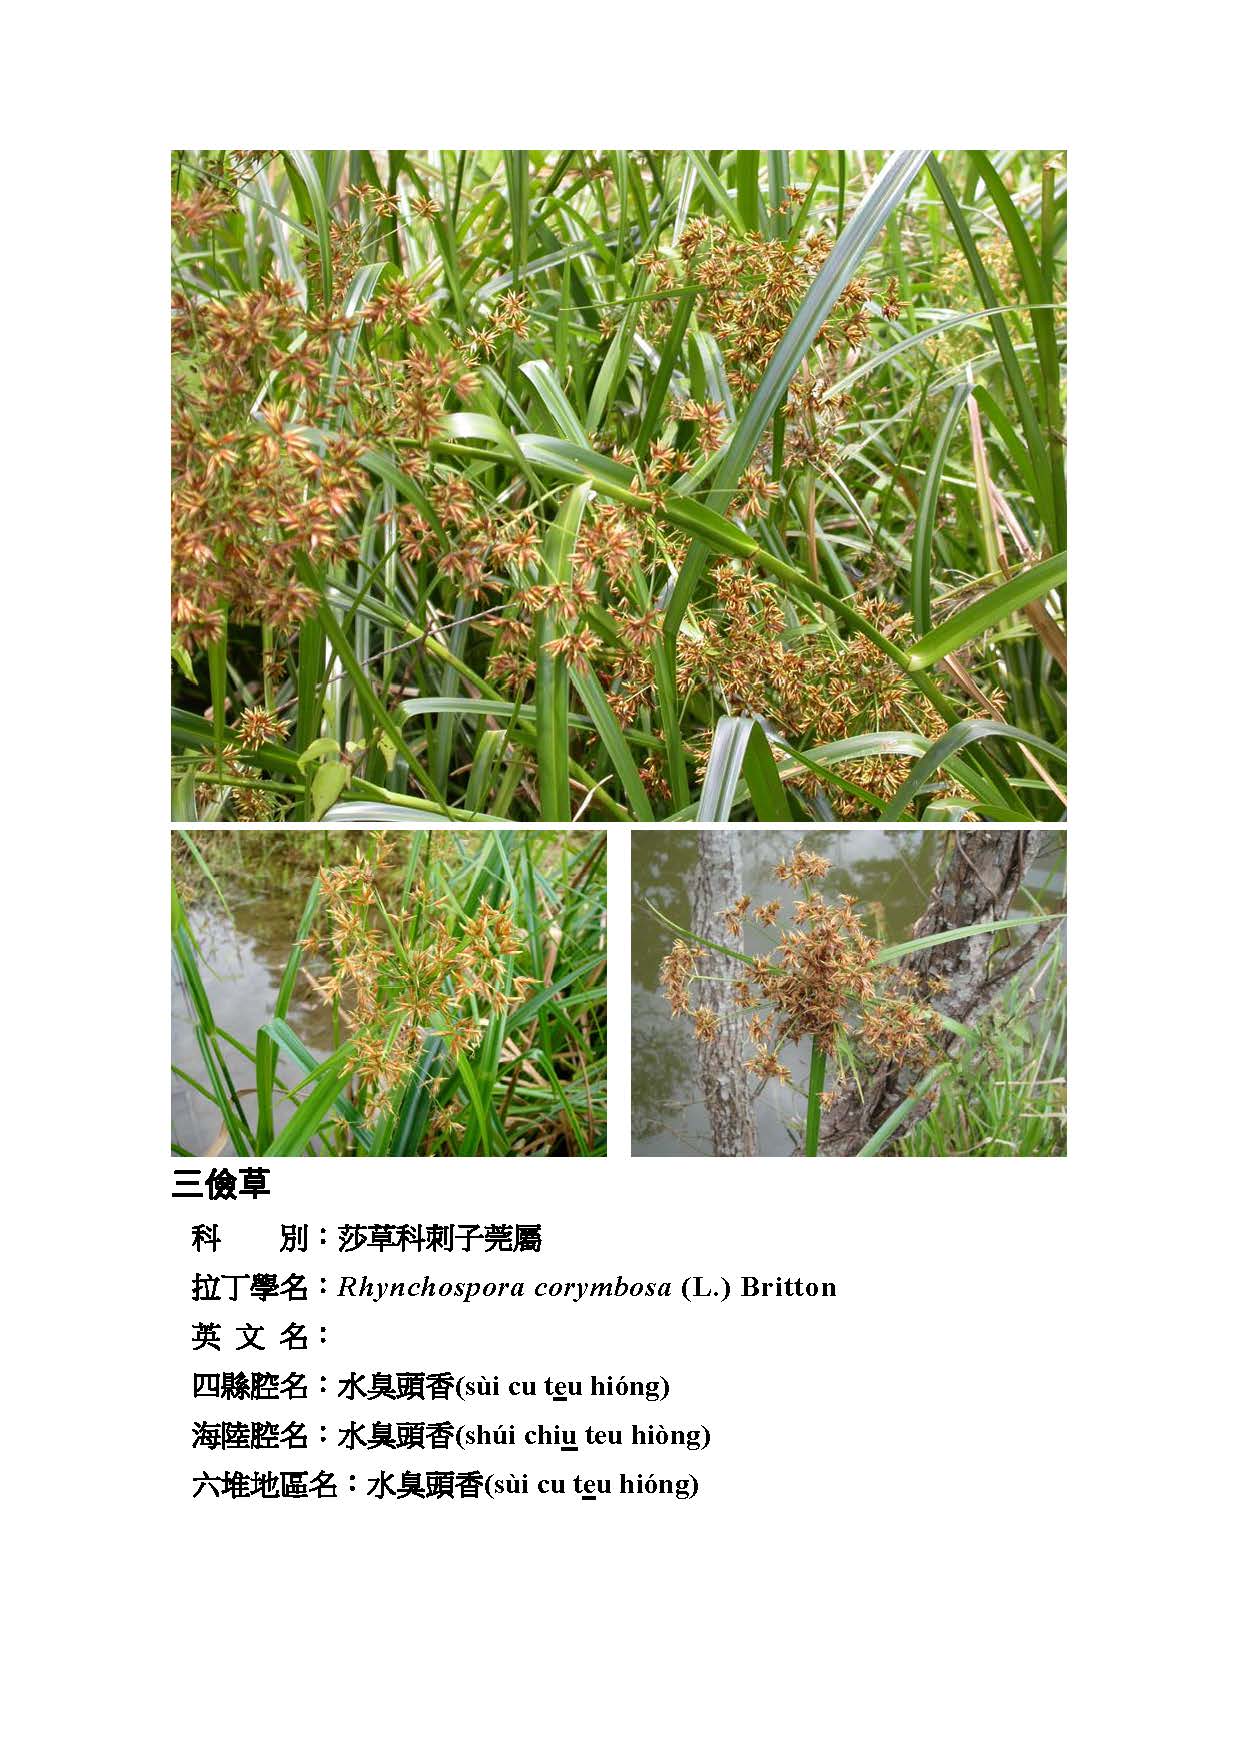 三儉草
科　　別：莎草科刺子莞屬
拉丁學名：Rhynchospora corymbosa (L.) Britton
英 文 名：
四縣腔名：水臭頭香(sùi cu teu hióng)
海陸腔名：水臭頭香(shúi chiu teu hiòng)
六堆地區名：水臭頭香(sùi cu teu hióng)